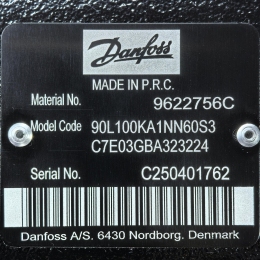 Danfoss
MADE IN P.R.C.
Material No. 9622756C
Model Code 90L100KA1NN60S3
C7E03GBA323224
Serial No. C250401762
Danfoss A/S. 6430 Nordborg. Denmark